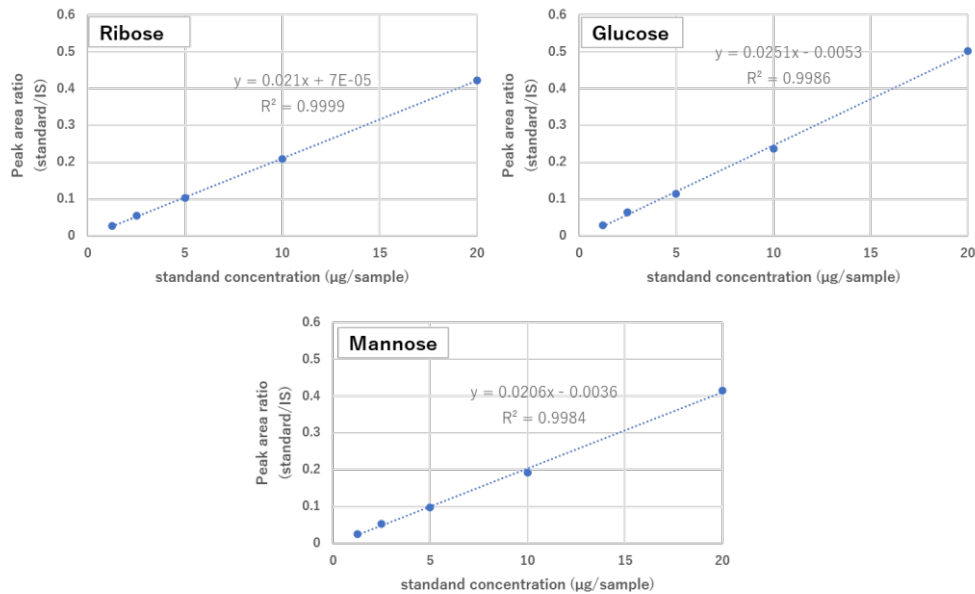 Ribose
0.6
0.5
0.4
0.3
0.2
0.1
0
y = 0.021x + 7E-05
R² = 0.9999
Peak area ratio
(standard/IS)
0 5 10 15 20
standand concentration (μg/sample)
Glucose
0.6
0.5
0.4
0.3
0.2
0.1
0
y = 0.0251x - 0.0053
R² = 0.9986
Peak area ratio
(standard/IS)
0 5 10 15 20
standand concentration (μg/sample)
Mannose
0.6
0.5
0.4
0.3
0.2
0.1
0
y = 0.0206x - 0.0036
R² = 0.9984
Peak area ratio
(standard/IS)
0 5 10 15 20
standand concentration (μg/sample)